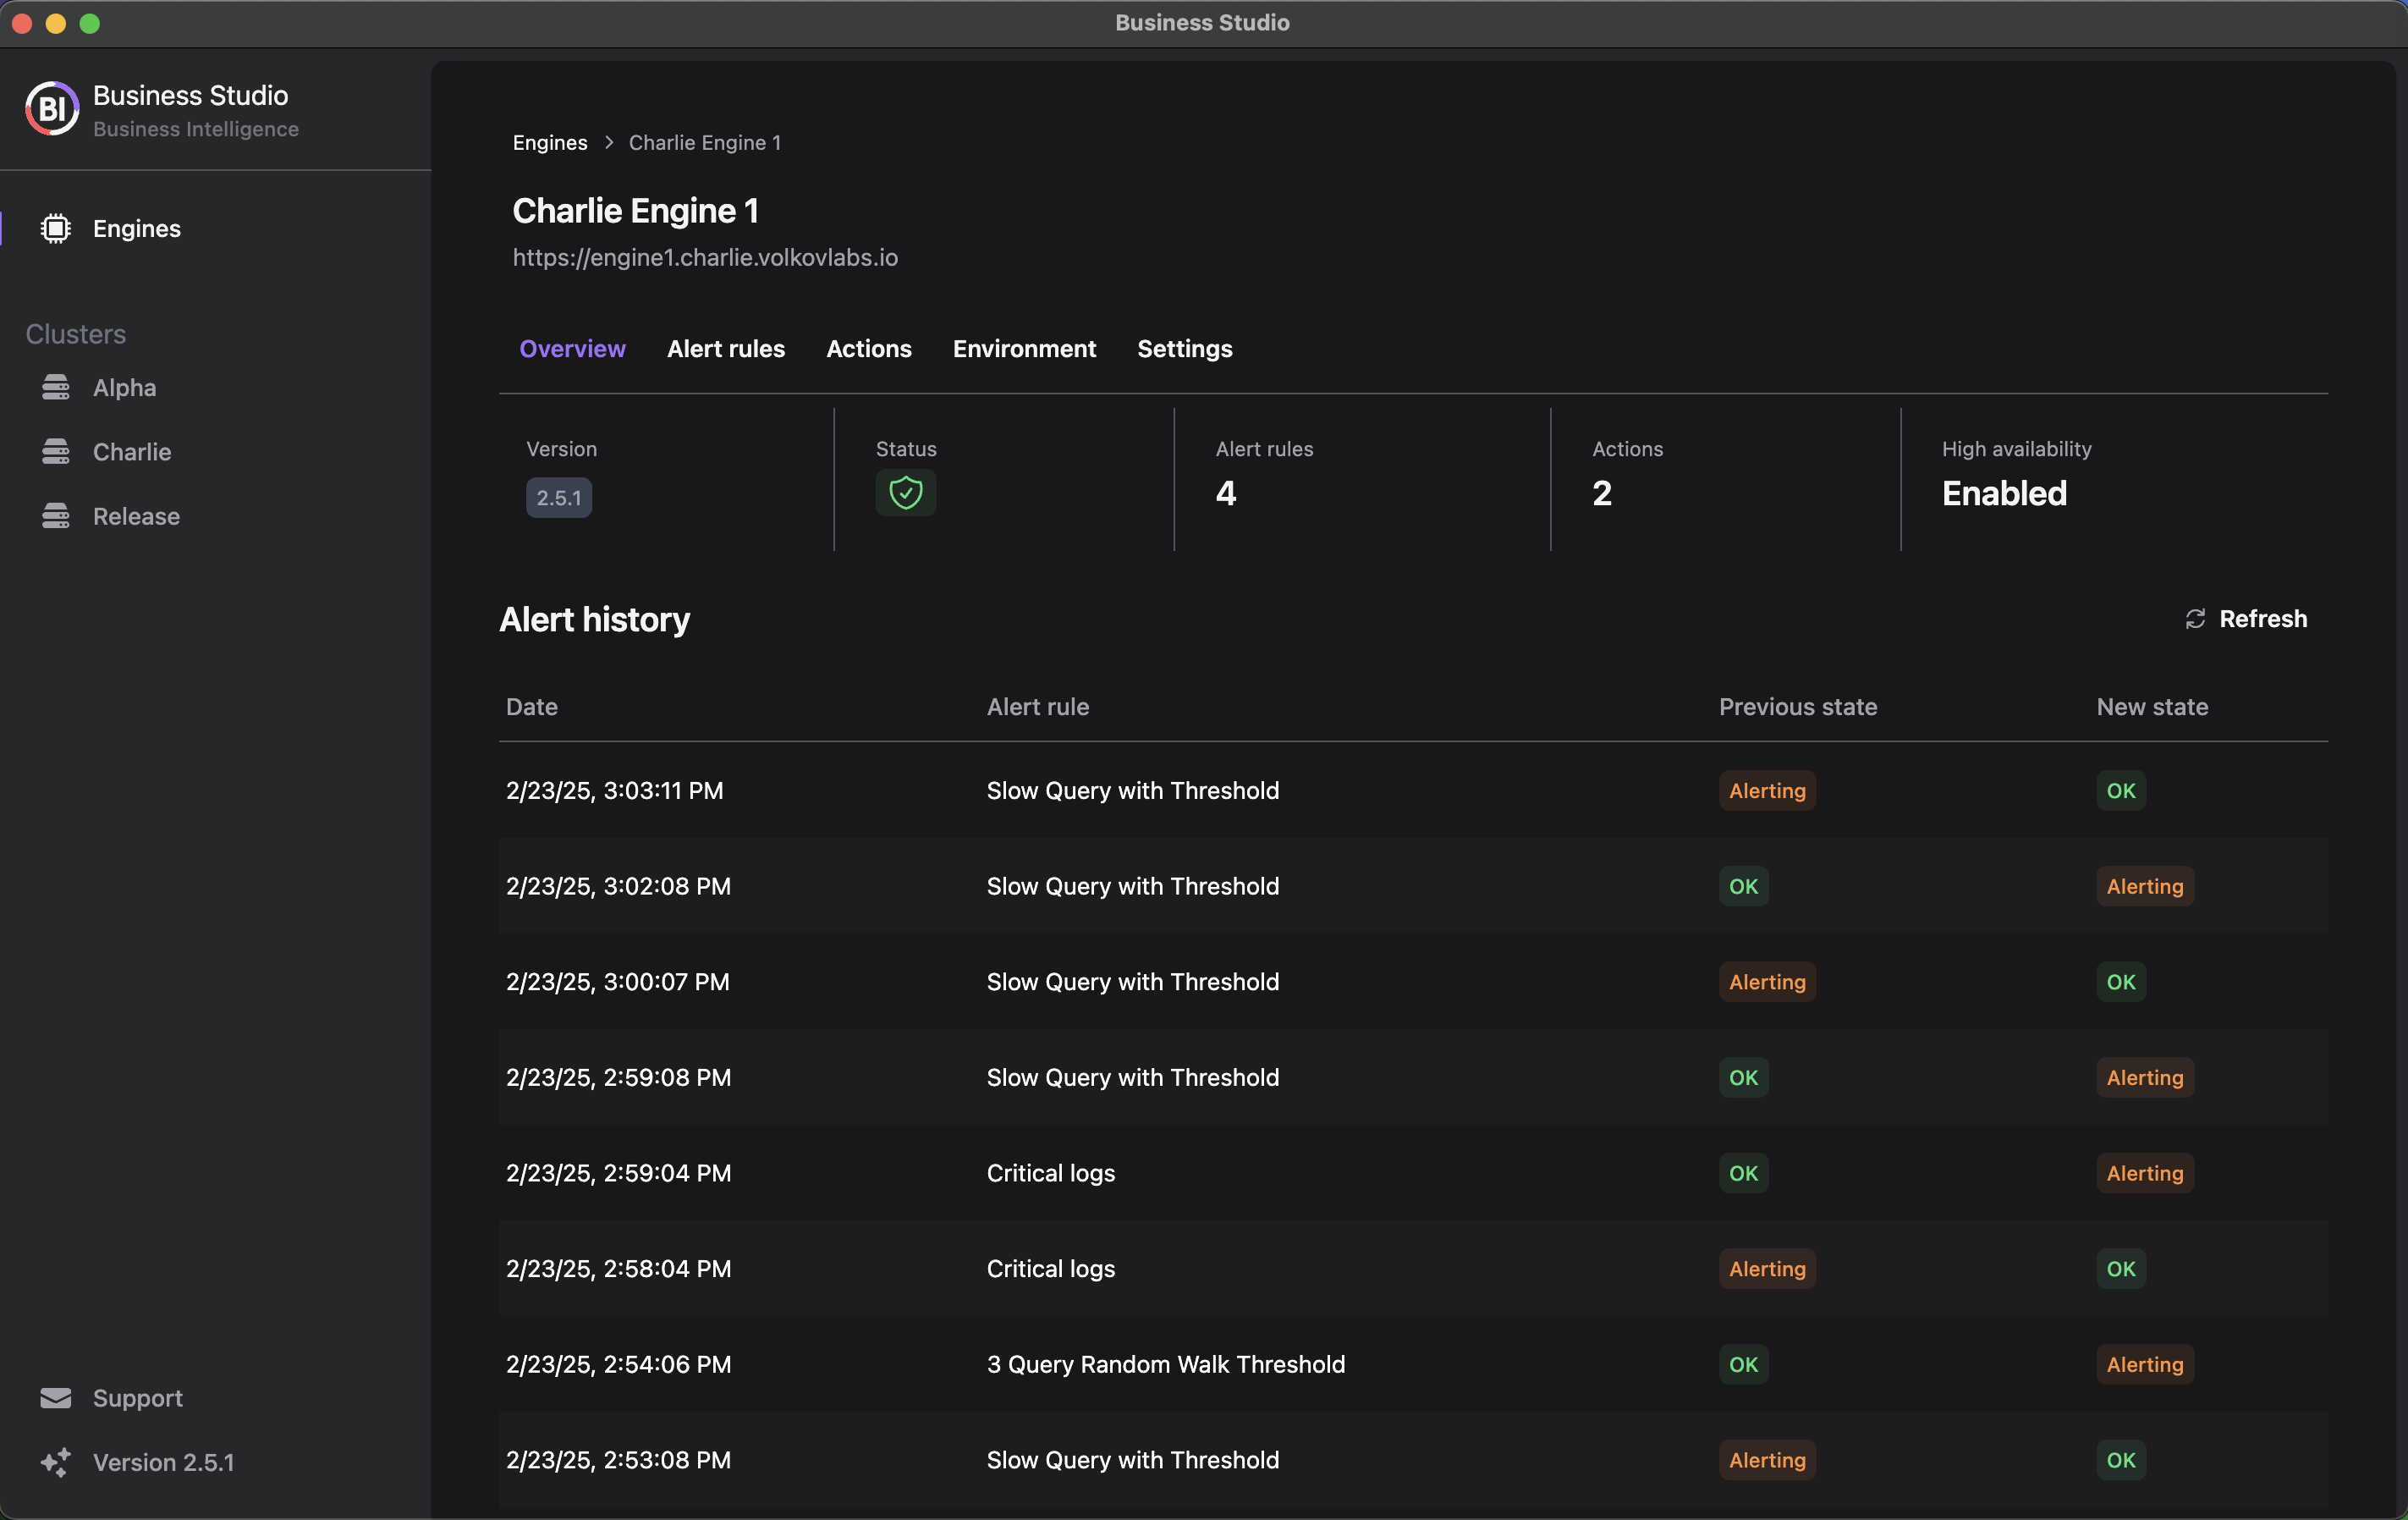 Business Studio
BI
Business Studio
Business Intelligence
Engines
Clusters
Alpha
Charlie
Release
Support
Version 2.5.1
Engines > Charlie Engine 1
Charlie Engine 1
https://engine1.charlie.volkovlabs.io
Overview Alert rules Actions Environment Settings
Version Status Alert rules Actions High availability
2.5.1 4 2 Enabled
Alert history Refresh
Date Alert rule Previous state New state
2/23/25, 3:03:11 PM Slow Query with Threshold Alerting OK
2/23/25, 3:02:08 PM Slow Query with Threshold OK Alerting
2/23/25, 3:00:07 PM Slow Query with Threshold Alerting OK
2/23/25, 2:59:08 PM Slow Query with Threshold OK Alerting
2/23/25, 2:59:04 PM Critical logs OK Alerting
2/23/25, 2:58:04 PM Critical logs Alerting OK
2/23/25, 2:54:06 PM 3 Query Random Walk Threshold OK Alerting
2/23/25, 2:53:08 PM Slow Query with Threshold Alerting OK